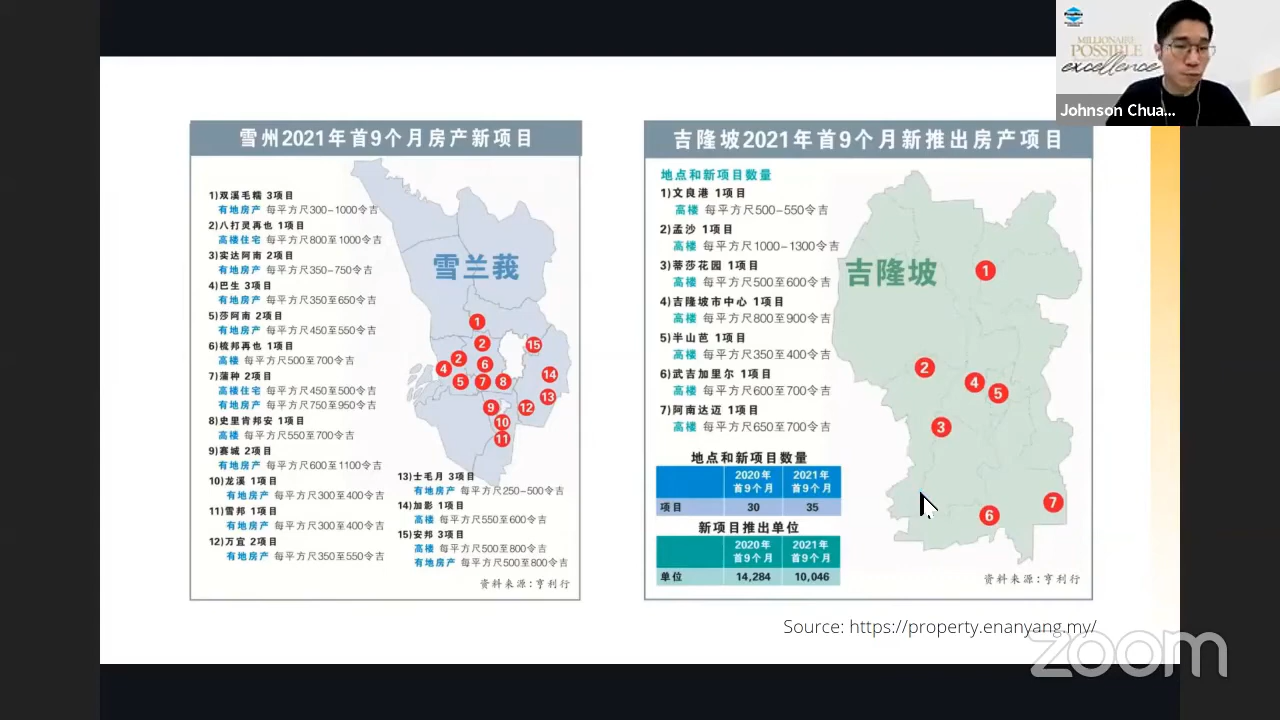 MILLIONAIRE
POSSIBLE
excellence
Johnson Chua...
雪州2021年首9个月房产新项目
1)双溪毛糯 3项目
有地房产 每平方尺300-1000令吉
2)八打灵再也 1项目
高楼住宅 每平方尺800至1000令吉
3)实达阿南 2项目
有地房产 每平方尺350-750令吉
4)巴生 3项目
有地房产 每平方尺350至650令吉
5)莎阿南 2项目
有地房产 每平方尺450至550令吉
6)梳邦再也 1项目
高楼 每平方尺500至700令吉
7)蒲种 2项目
高楼住宅 每平方尺450至500令吉
有地房产 每平方尺750至950令吉
8)史里肯邦安 1项目
高楼 每平方尺550至700令吉
9)赛城 2项目
有地房产 每平方尺600至1100令吉
10)龙溪 1项目
有地房产 每平方尺300至400令吉
11)雪邦 1项目
有地房产 每平方尺300至400令吉
12)万宜 2项目
有地房产 每平方尺350至550令吉
13)士毛月 3项目
有地房产 每平方尺250-500令吉
14)加影 1项目
高楼 每平方尺550至600令吉
15)安邦 3项目
高楼 每平方尺500至800令吉
有地房产 每平方尺500至800令吉
雪兰莪
1
2
15
2
6
4
14
5
7
8
13
9
12
10
11
资料来源:亨利行
吉隆坡2021年首9个月新推出房产项目
地点和新项目数量
1)文良港 1项目
高楼 每平方尺500-550令吉
2)孟沙 1项目
高楼 每平方尺1000-1300令吉
3)蒂莎花园 1项目
高楼 每平方尺500至600令吉
4)吉隆坡市中心 1项目
高楼 每平方尺800至900令吉
5)半山芭 1项目
高楼 每平方尺350至400令吉
6)武吉加里尔 1项目
高楼 每平方尺600至700令吉
7)阿南达迈 1项目
高楼 每平方尺650至700令吉
吉隆坡
1
2
4
5
3
7
6
地点和新项目数量
2020年 2021年
首9个月 首9个月
项目 30 35
新项目推出单位
2020年 2021年
首9个月 首9个月
单位 14,284 10,046
资料来源:亨利行
Source: https://property.enanyang.my/
zoom